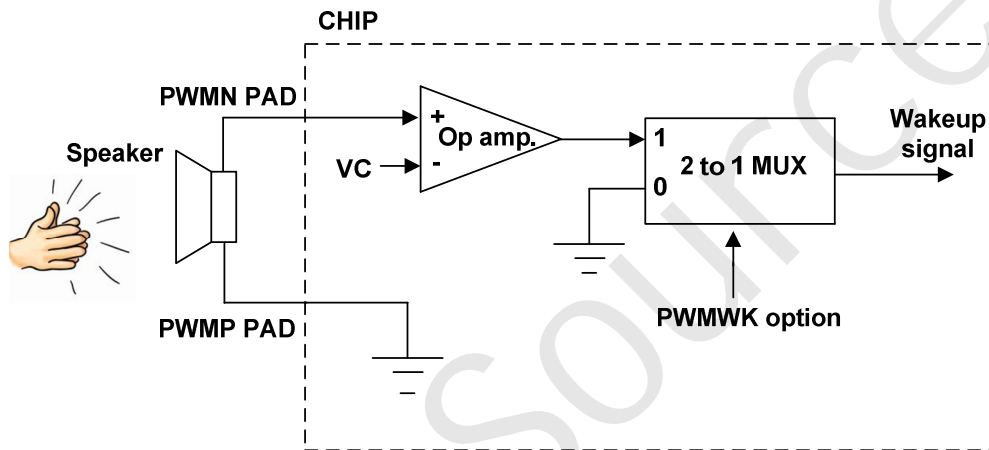 CHIP
PWMN PAD
Speaker
+
Op amp.
-
VC
1
0
2 to 1 MUX
Wakeup
signal
PWMP PAD
PWMWK option
Source